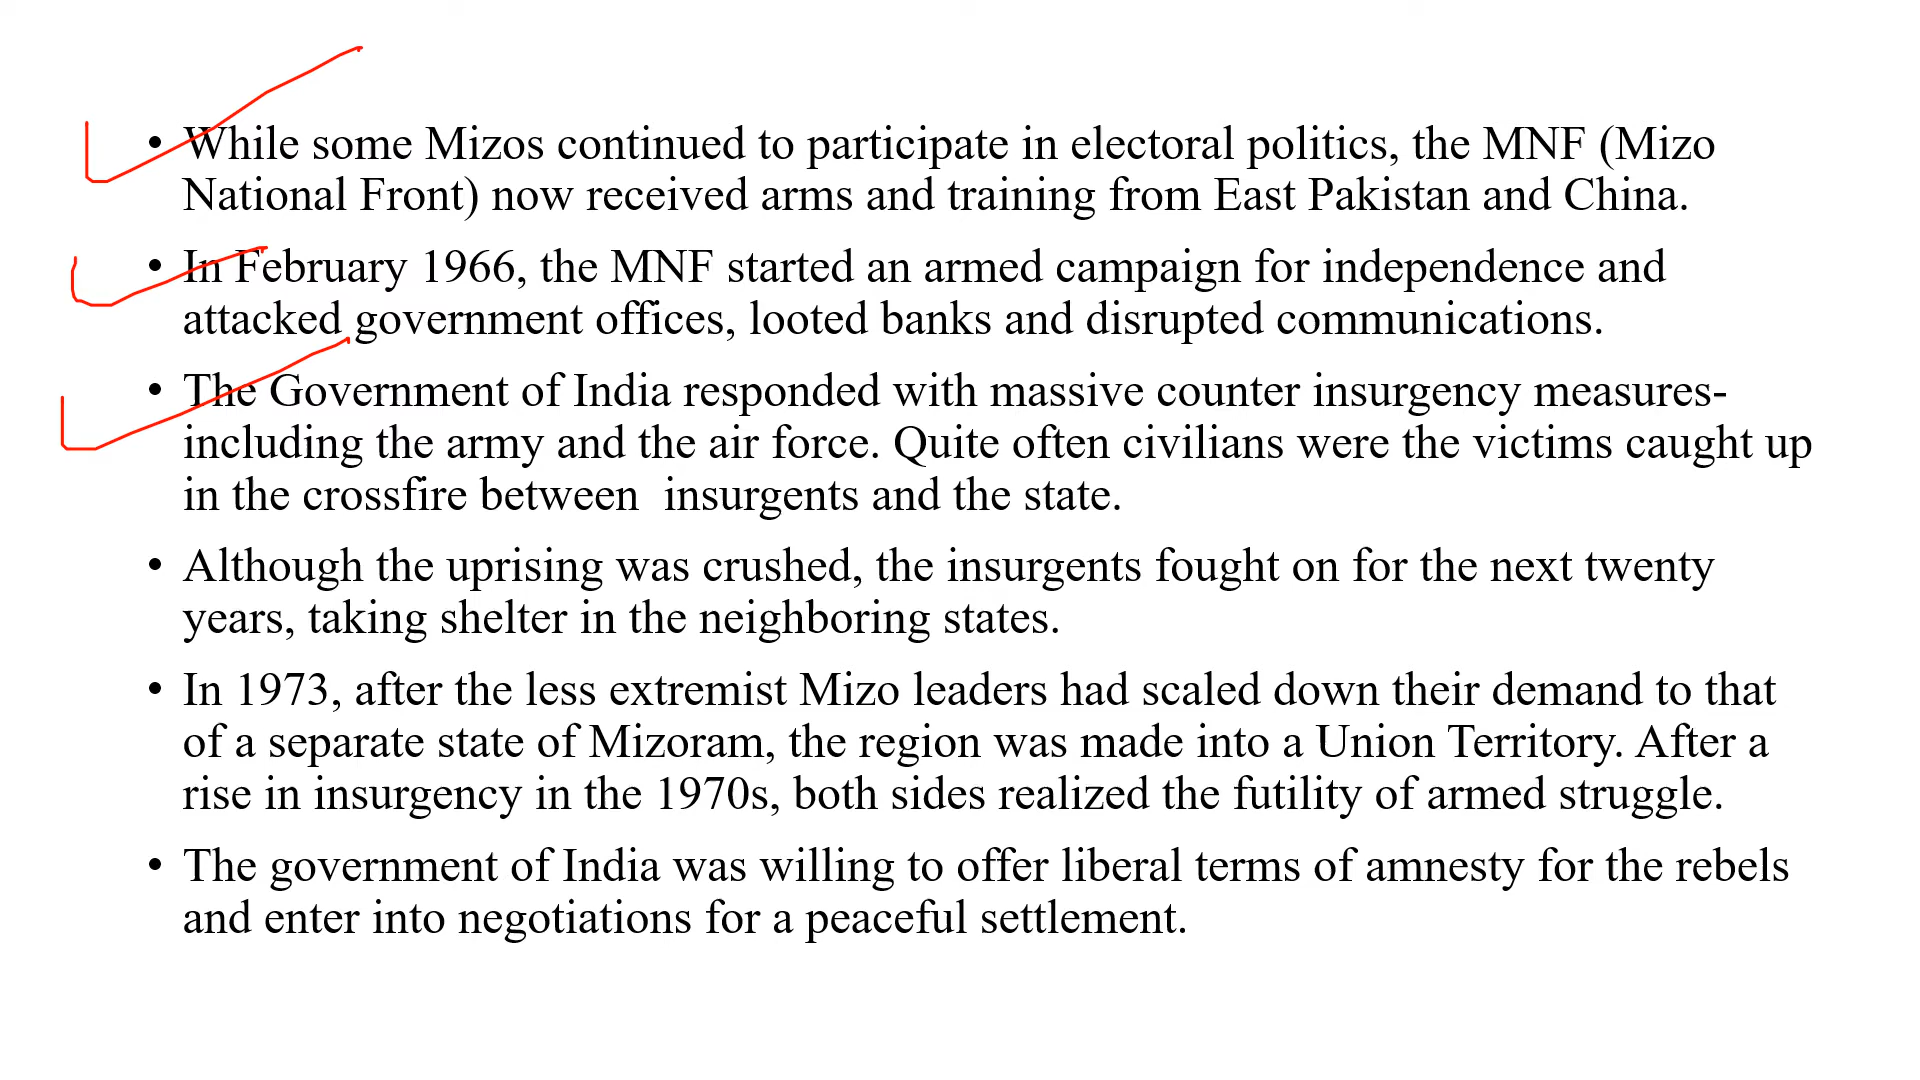 • While some Mizos continued to participate in electoral politics, the MNF (Mizo
National Front) now received arms and training from East Pakistan and China.
• In February 1966, the MNF started an armed campaign for independence and
attacked government offices, looted banks and disrupted communications.
• The Government of India responded with massive counter insurgency measures-
including the army and the air force. Quite often civilians were the victims caught up
in the crossfire between  insurgents and the state.
• Although the uprising was crushed, the insurgents fought on for the next twenty
years, taking shelter in the neighboring states.
• In 1973, after the less extremist Mizo leaders had scaled down their demand to that
of a separate state of Mizoram, the region was made into a Union Territory. After a
rise in insurgency in the 1970s, both sides realized the futility of armed struggle.
• The government of India was willing to offer liberal terms of amnesty for the rebels
and enter into negotiations for a peaceful settlement.